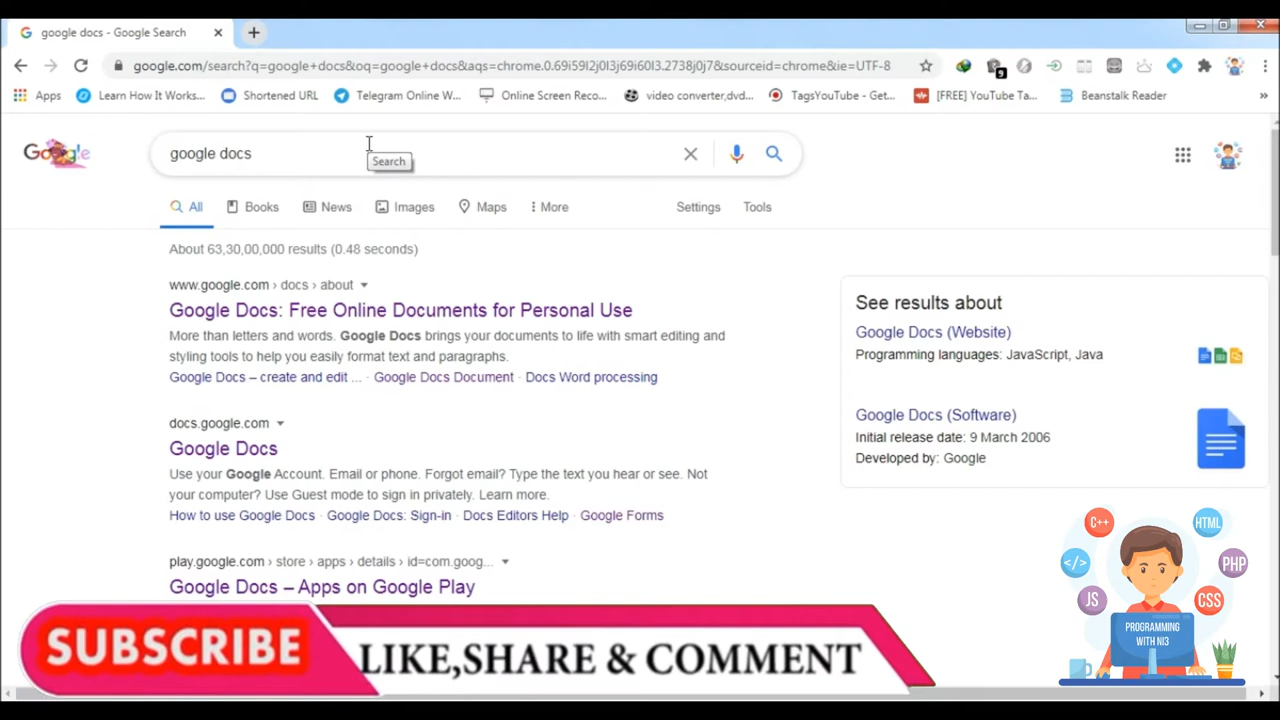 google docs - Google Search
google.com/search?q=google+docs&oq=google+docs&aqs=chrome.0.69i59l2j0l3j69i60l3.2738j0j7&sourceid=chrome&ie=UTF-8
9
Apps
Learn How It Works...
Shortened URL
Telegram Online W...
Online Screen Reco...
video converter,dvd...
TagsYouTube - Get...
[FREE] YouTube Ta...
Beanstalk Reader
»
Google
google docs
Search
All
Books
News
Images
Maps
More
Settings
Tools
About 63,30,00,000 results (0.48 seconds)
www.google.com › docs › about
Google Docs: Free Online Documents for Personal Use
More than letters and words. Google Docs brings your documents to life with smart editing and
styling tools to help you easily format text and paragraphs.
Google Docs – create and edit ... · Google Docs Document · Docs Word processing
docs.google.com
Google Docs
Use your Google Account. Email or phone. Forgot email? Type the text you hear or see. Not
your computer? Use Guest mode to sign in privately. Learn more.
How to use Google Docs · Google Docs: Sign-in · Docs Editors Help · Google Forms
play.google.com › store › apps › details › id=com.goog...
Google Docs – Apps on Google Play
See results about
Google Docs (Website)
Programming languages: JavaScript, Java
Google Docs (Software)
Initial release date: 9 March 2006
Developed by: Google
C++
HTML
</>
PHP
JS
CSS
PROGRAMMING
WITH NI3
SUBSCRIBE
LIKE,SHARE & COMMENT